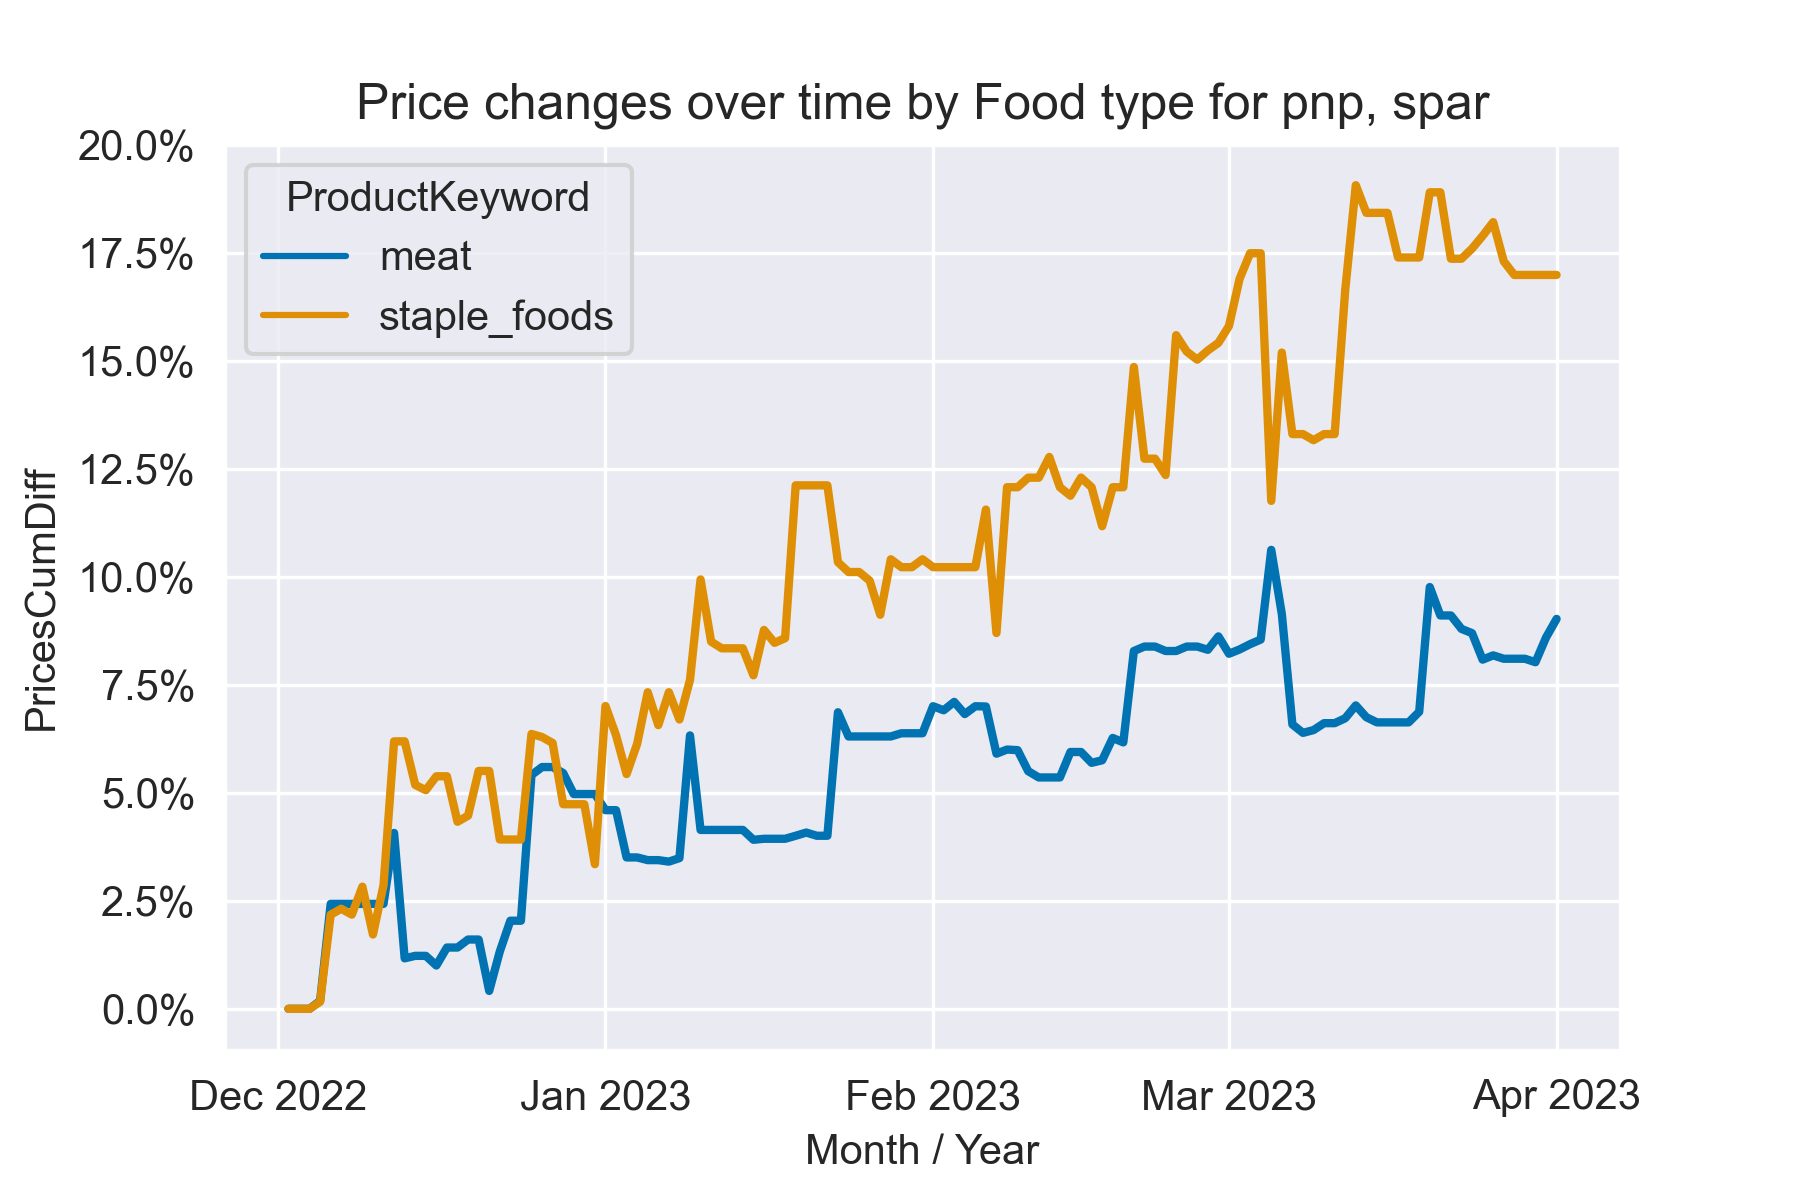 Price changes over time by Food type for pnp, spar
20.0%
17.5%
15.0%
12.5%
10.0%
7.5%
5.0%
2.5%
0.0%
PricesCumDiff
ProductKeyword
meat
staple_foods
Dec 2022
Jan 2023
Feb 2023
Mar 2023
Apr 2023
Month / Year